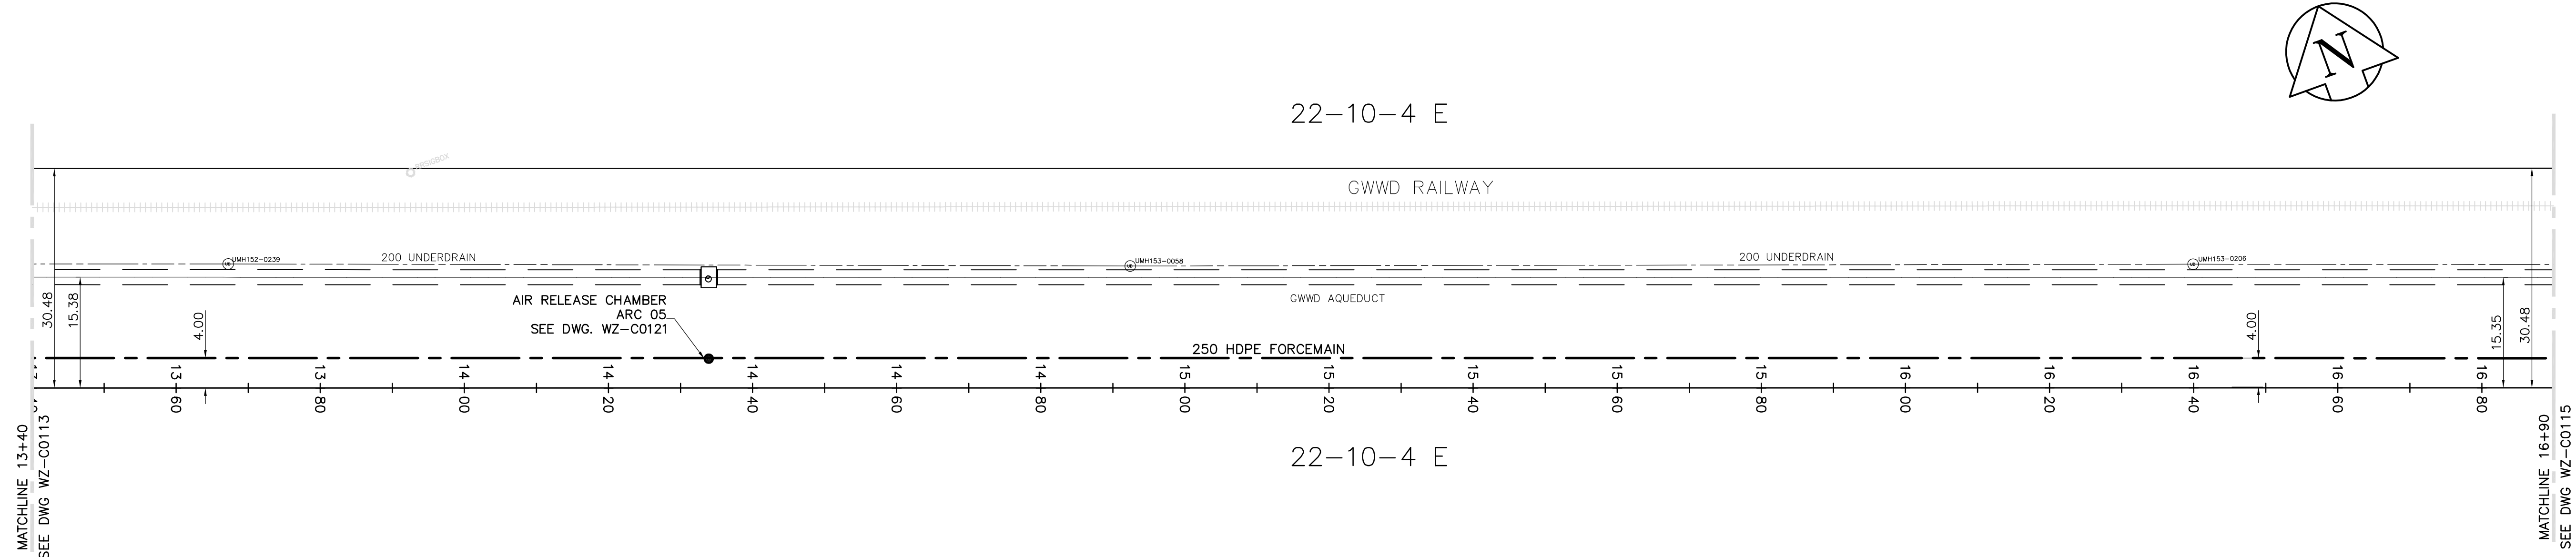 N
22-10-4 E
GWWD RAILWAY
UMH152-0239
200 UNDERDRAIN
UMH153-0058
200 UNDERDRAIN
UMH153-0206
AIR RELEASE CHAMBER
ARC 05
SEE DWG. WZ-C0121
GWWD AQUEDUCT
30.48
15.38
4.00
250 HDPE FORCEMAIN
4.00
15.35
30.48
13 60
13 80
14 00
14 20
14 40
14 60
14 80
15 00
15 20
15 40
15 60
15 80
16 00
16 20
16 40
16 60
16 80
22-10-4 E
MATCHLINE 13+40
SEE DWG WZ-C0113
MATCHLINE 16+90
SEE DWG WZ-C0115